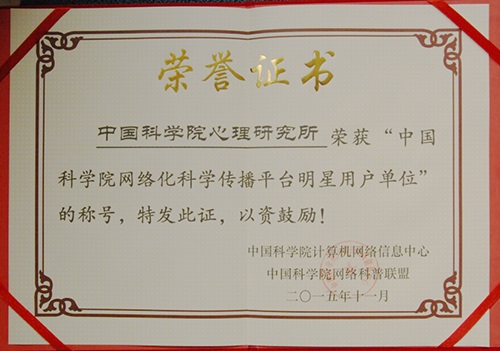 荣誉证书
中国科学院心理研究所 荣获“中国
科学院网络化科学传播平台明星用户单位”
的称号，特发此证，以资鼓励！
中国科学院计算机网络信息中心
中国科学院网络科普联盟
二〇一五年十一月